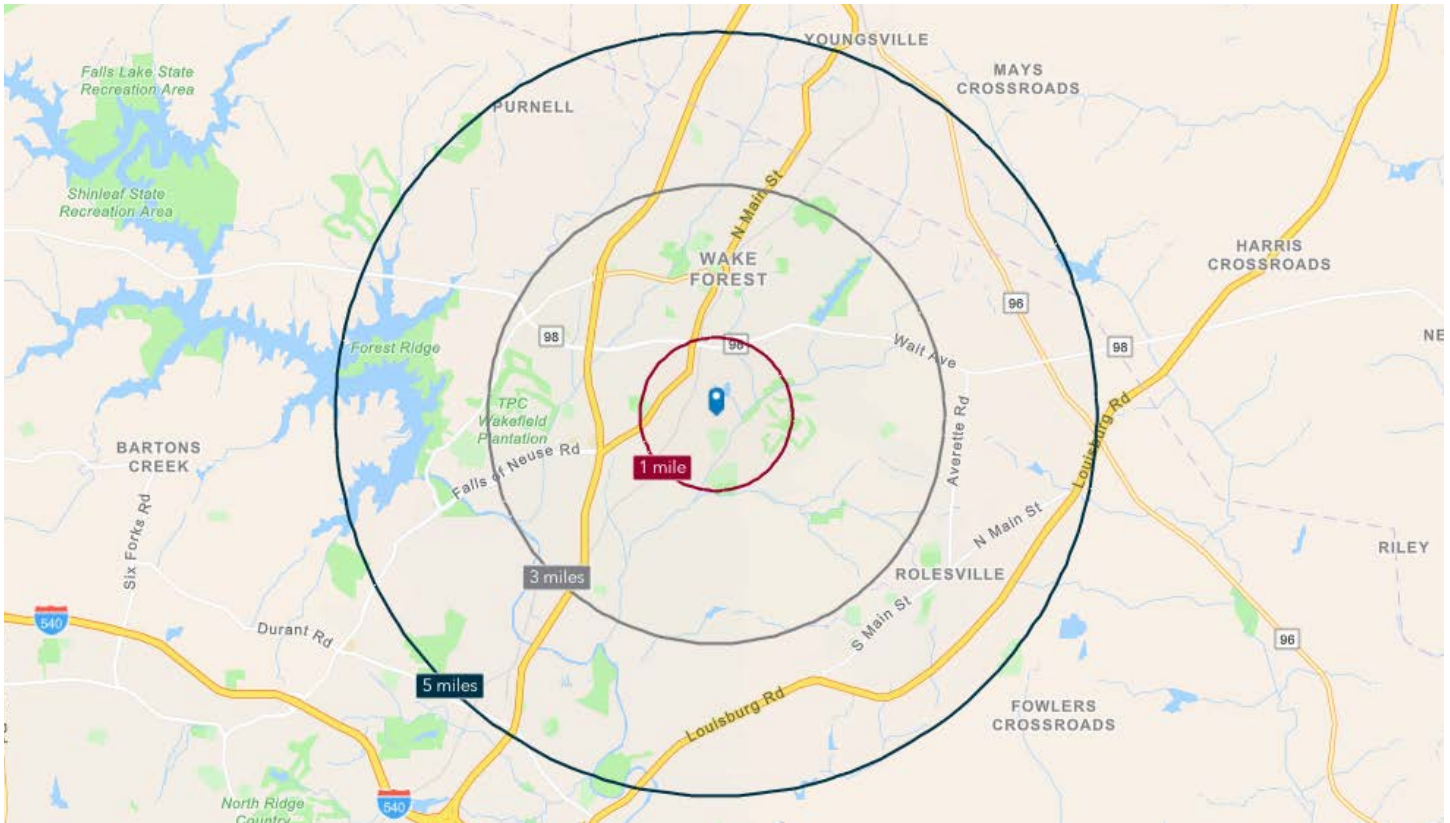 YOUNGSVILLE
Falls Lake State
Recreation Area
MAYS
CROSSROADS
PURNELL
Shinleaf State
Recreation Area
N Main St
HARRIS
CROSSROADS
WAKE
FOREST
96
98
98
98
NE
Forest Ridge
Wait Ave
TPC
Wakefield
Plantation
Averette Rd
Louisburg Rd
BARTONS
CREEK
Falls of Neuse Rd
1 mile
Six Forks Rd
N Main St
RILEY
3 miles
ROLESVILLE
540
Durant Rd
S Main St
96
5 miles
Louisburg Rd
FOWLERS
CROSSROADS
North Ridge
Country
540